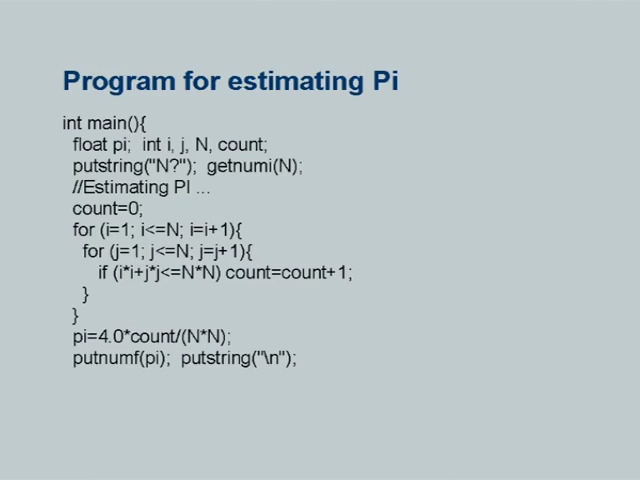 Program for estimating Pi
int main(){
float pi; int i, j, N, count;
putstring("N?"); getnumi(N);
//Estimating PI ...
count=0;
for (i=1; i<=N; i=i+1){
for (j=1; j<=N; j=j+1){
if (i*i+j*j<=N*N) count=count+1;
}
}
pi=4.0*count/(N*N);
putnumf(pi); putstring("\n");